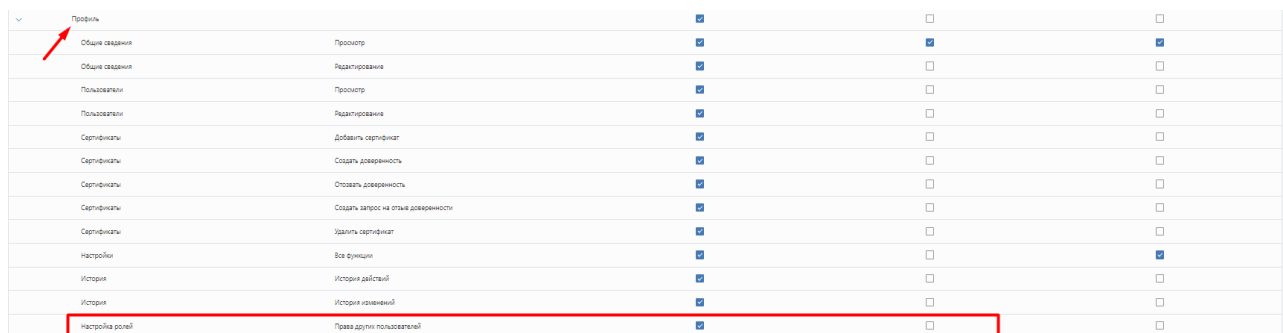 Профиль
Общие сведения Просмотр
Общие сведения Редактирование
Пользователи Просмотр
Пользователи Редактирование
Сертификаты Добавить сертификат
Сертификаты Создать доверенность
Сертификаты Отозвать доверенность
Сертификаты Создать запрос на отзыв доверенности
Сертификаты Удалить сертификат
Настройки Все функции
История История действий
История История изменений
Настройка ролей Права других пользователей